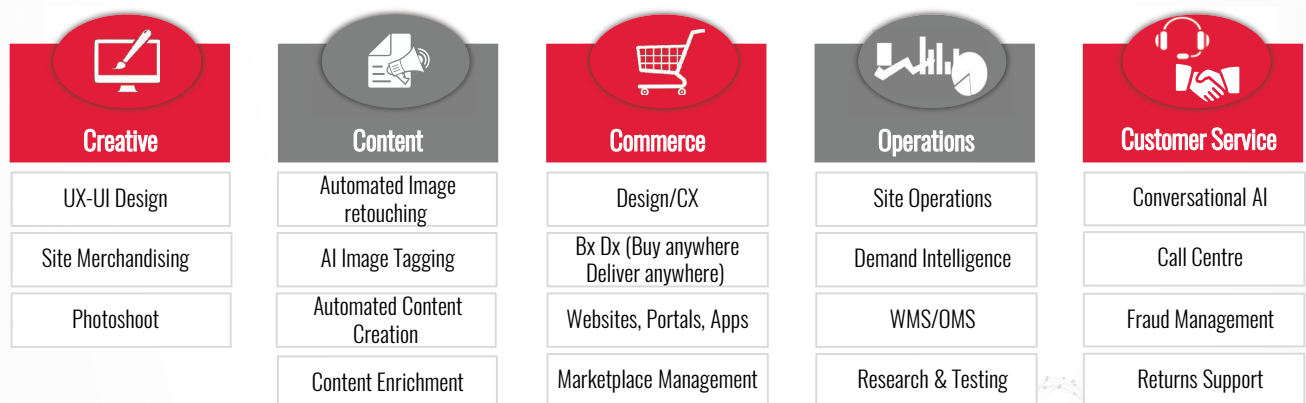 Creative
UX-UI Design
Site Merchandising
Photoshoot
Content
Automated Image
retouching
AI Image Tagging
Automated Content
Creation
Content Enrichment
Commerce
Design/CX
Bx Dx (Buy anywhere
Deliver anywhere)
Websites, Portals, Apps
Marketplace Management
Operations
Site Operations
Demand Intelligence
WMS/OMS
Research & Testing
Customer Service
Conversational AI
Call Centre
Fraud Management
Returns Support